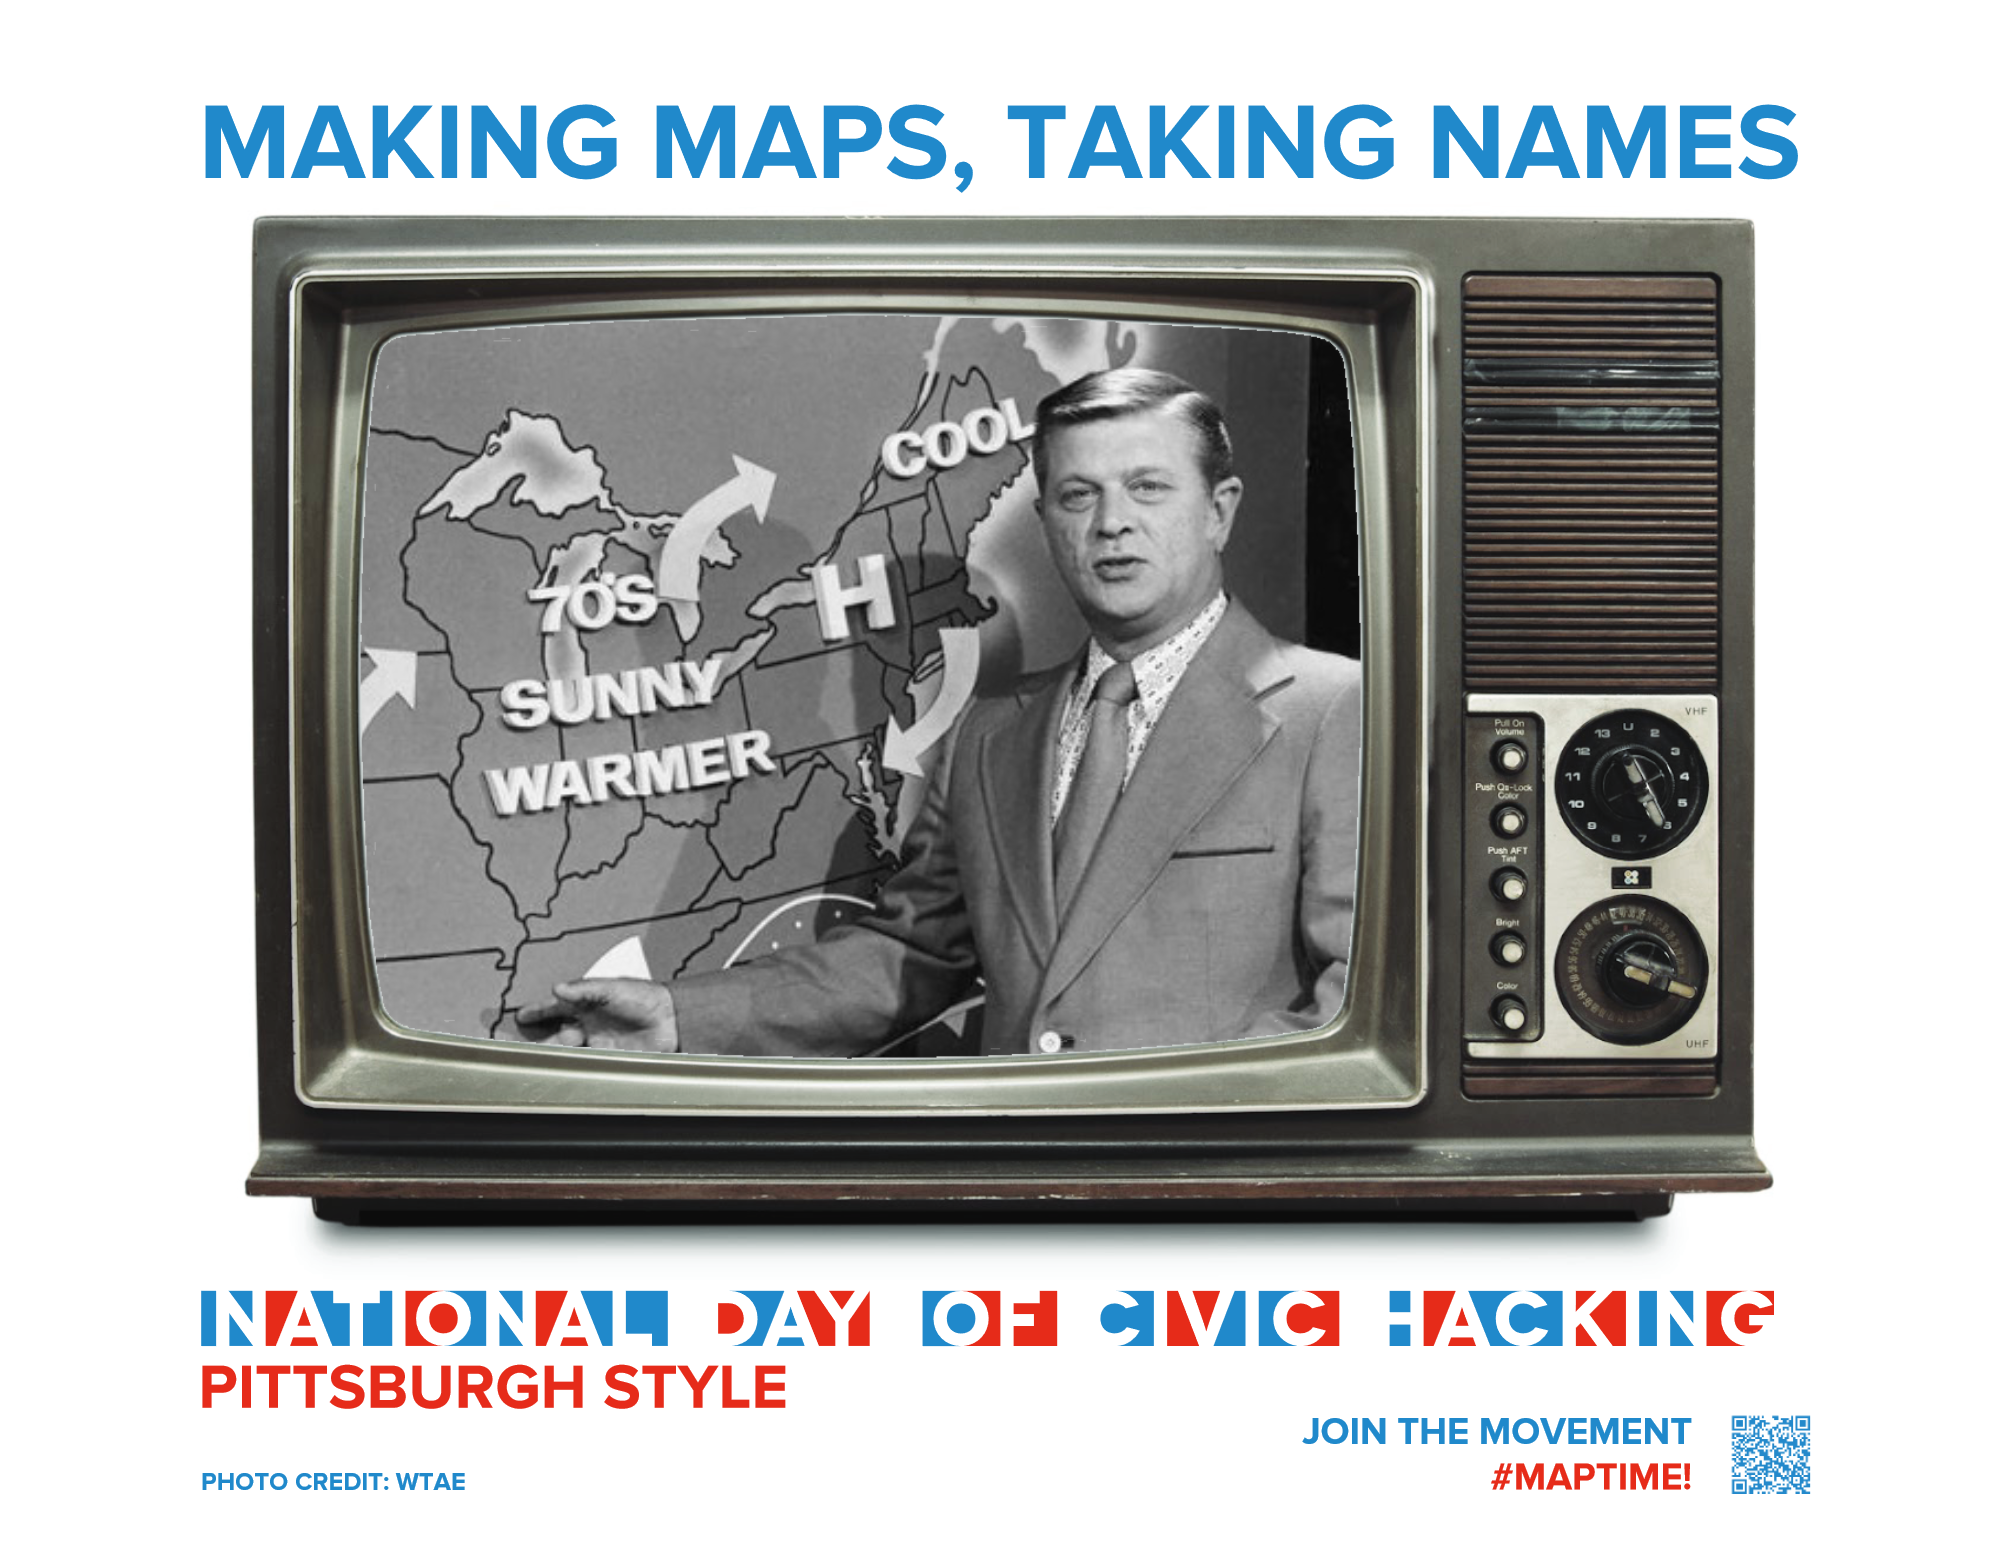 MAKING MAPS, TAKING NAMES
COOL
70'S
H
SUNNY
WARMER
VHF
Pull On
Volume
Push Qs-Lock
Color
Push AFT
Tint
Bright
Color
U 2 3 4 5 6 7 8 9 10 11 12 13
UHF
NATIONAL DAY OF CIVIC HACKING
PITTSBURGH STYLE
JOIN THE MOVEMENT
#MAPTIME!
PHOTO CREDIT: WTAE